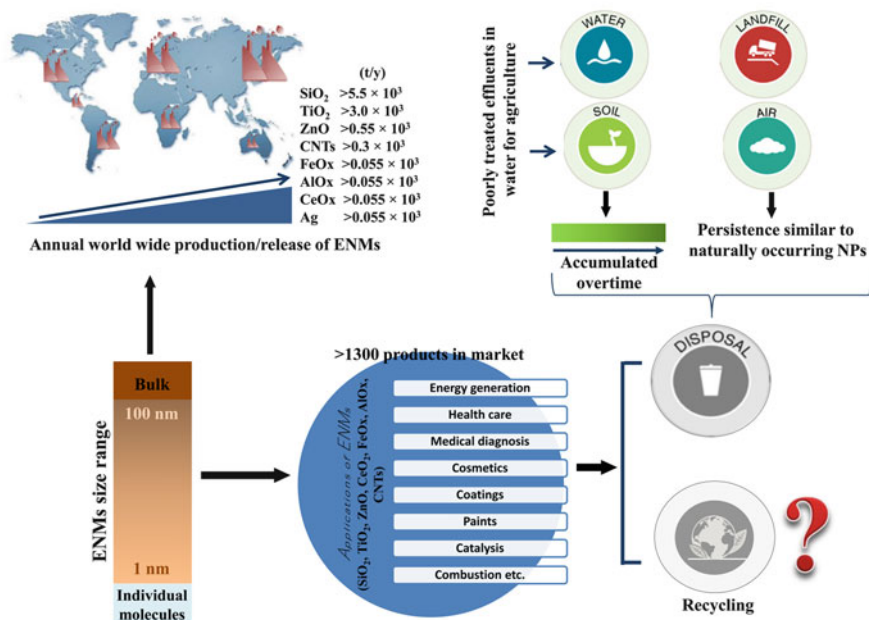 (t/y)
SiO₂ >5.5 × 10³
TiO₂ >3.0 × 10³
ZnO >0.55 × 10³
CNTs >0.3 × 10³
FeOx >0.055 × 10³
AlOx >0.055 × 10³
CeOx >0.055 × 10³
Ag >0.055 × 10³
Annual world wide production/release of ENMs
Poorly treated effluents in
water for agriculture
WATER
LANDFILL
SOIL
AIR
Accumulated
overtime
Persistence similar to
naturally occurring NPs
ENMs size range
Bulk
100 nm
1 nm
Individual
molecules
>1300 products in market
Applications of ENMs
(SiO₂, TiO₂, ZnO, CeO₂, FeOx, AlOx,
CNTs)
Energy generation
Health care
Medical diagnosis
Cosmetics
Coatings
Paints
Catalysis
Combustion etc.
DISPOSAL
?
Recycling